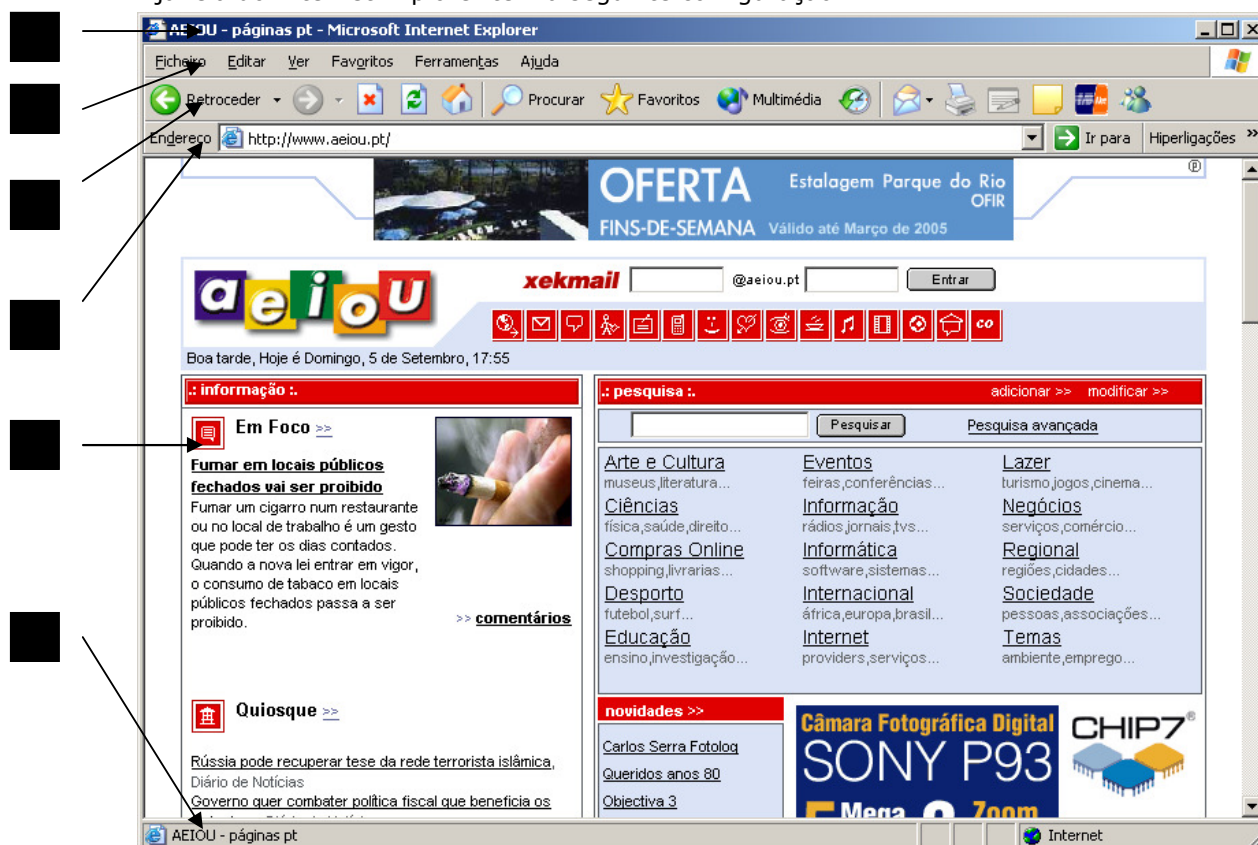 AEIOU - páginas pt - Microsoft Internet Explorer
Ficheiro Editar Ver Favoritos Ferramentas Ajuda
Retroceder Procurar Favoritos Multimédia
Endereço http://www.aeiou.pt/ Ir para Hiperligações »
OFERTA
FINS-DE-SEMANA
Estalagem Parque do Rio
OFIR
Válido até Março de 2005
aeiou
xekmail @aeiou.pt Entrar
co
Boa tarde, Hoje é Domingo, 5 de Setembro, 17:55
.: informação :.
Em Foco >>
Fumar em locais públicos
fechados vai ser proibido
Fumar um cigarro num restaurante
ou no local de trabalho é um gesto
que pode ter os dias contados.
Quando a nova lei entrar em vigor,
o consumo de tabaco em locais
públicos fechados passa a ser
proibido.
>> comentários
Quiosque >>
Rússia pode recuperar tese da rede terrorista islâmica,
Diário de Notícias
Governo quer combater política fiscal que beneficia os
.: pesquisa :. adicionar >> modificar >>
Pesquisar Pesquisa avançada
Arte e Cultura Eventos Lazer
museus,literatura... feiras,conferências... turismo,jogos,cinema...
Ciências Informação Negócios
física,saúde,direito... rádios,jornais,tvs... serviços,comércio...
Compras Online Informática Regional
shopping,livrarias... software,sistemas... regiões,cidades...
Desporto Internacional Sociedade
futebol,surf... áfrica,europa,brasil... pessoas,associações...
Educação Internet Temas
ensino,investigação... providers,serviços... ambiente,emprego...
novidades >>
Carlos Serra Fotolog
Queridos anos 80
Objectiva 3
Câmara Fotográfica Digital
SONY P93
5 Mega Zoom
CHIP7®
AEIOU - páginas pt Internet